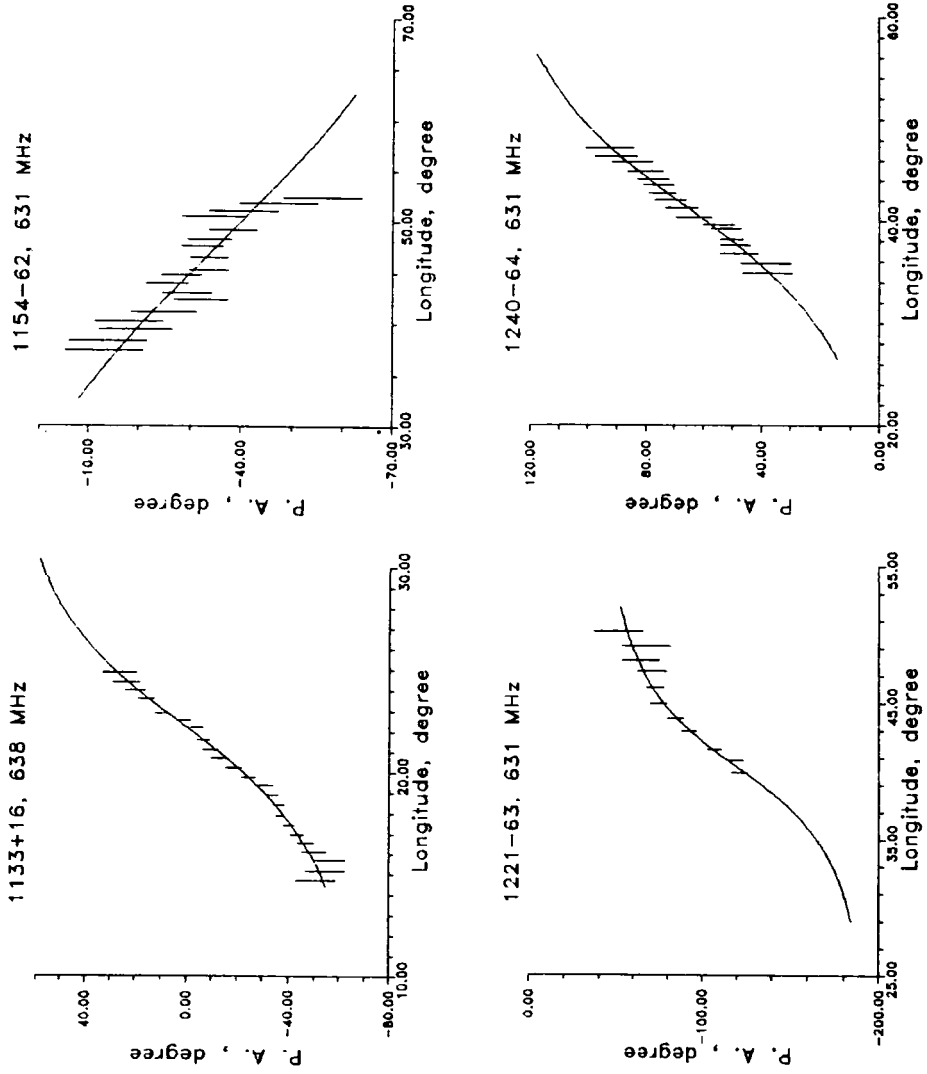 1133+16, 638 MHz
P. A., degree
40.00
0.00
-40.00
10.00
20.00
30.00
Longitude, degree
1154-62, 631 MHz
P. A., degree
-10.00
-40.00
-70.00
30.00
50.00
70.00
Longitude, degree
1221-63, 631 MHz
P. A., degree
0.00
-100.00
-200.00
25.00
35.00
45.00
55.00
Longitude, degree
1240-64, 631 MHz
P. A., degree
120.00
80.00
40.00
0.00
20.00
40.00
60.00
Longitude, degree